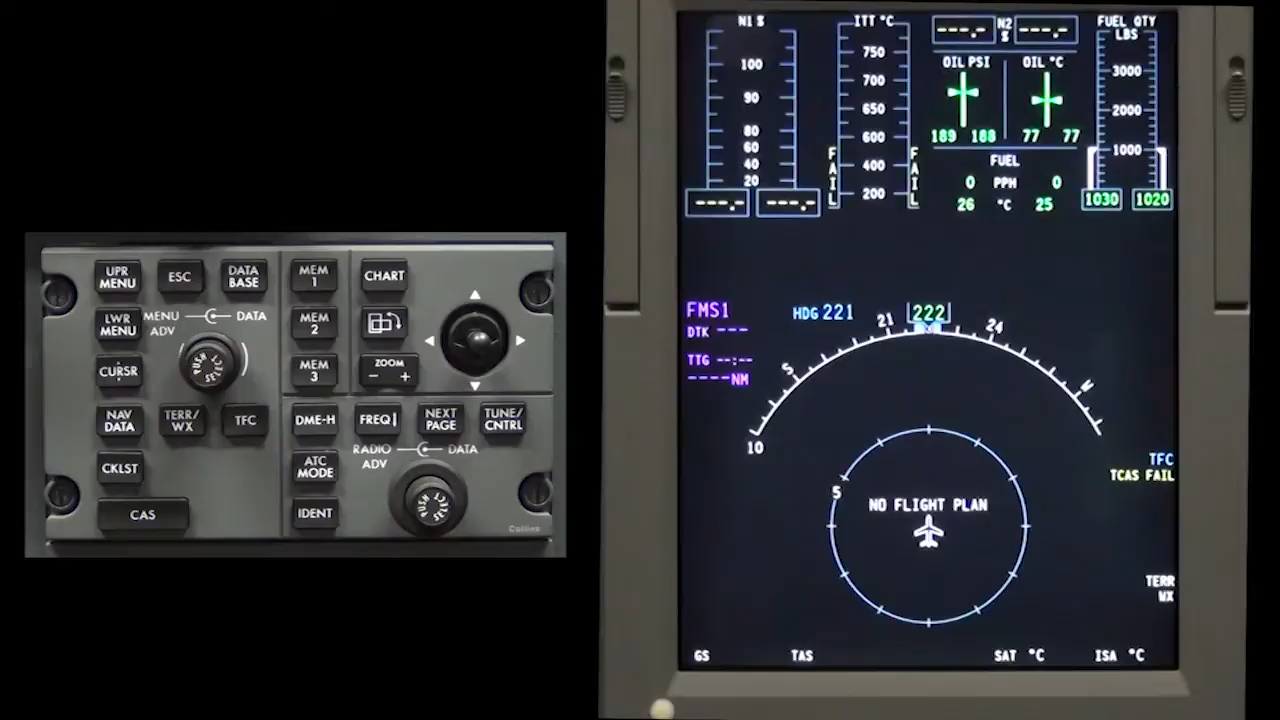 UPR MENU
ESC
DATA BASE
MEM 1
CHART
LWR MENU
MENU ADV
DATA
MEM 2
CURSR
PUSH SELECT
MEM 3
ZOOM
− +
NAV DATA
TERR/ WX
TFC
DME-H
FREQ
NEXT PAGE
TUNE/ CNTRL
CKLST
ATC MODE
RADIO ADV
DATA
PUSH SELECT
CAS
IDENT
Collins
N1 %
100
90
80
60
40
20
---.- ---.-
ITT °C
750
700
650
600
400
200
FAIL FAIL
---.- N2 % ---.-
OIL PSI OIL °C
189 188 77 77
FUEL
0 PPH 0
26 °C 25
FUEL QTY
LBS
3000
2000
1000
1030 1020
FMS1
DTK ---
TTG --:--
----NM
HDG 221
222
21 24
S W
10
5
NO FLIGHT PLAN
TFC
TCAS FAIL
TERR
WX
GS TAS SAT °C ISA °C